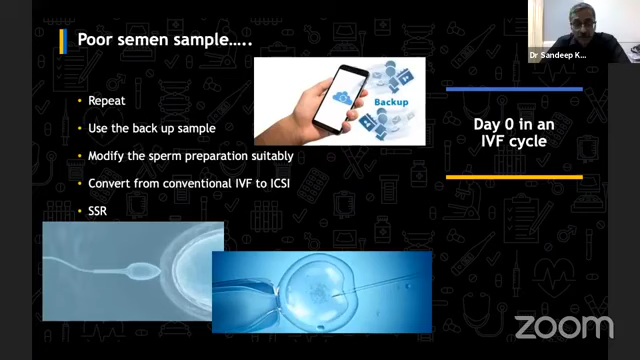 Poor semen sample.....
Dr Sandeep K...
Backup
Repeat
Use the back up sample
Modify the sperm preparation suitably
Convert from conventional IVF to ICSI
SSR
Day 0 in an
IVF cycle
zoom